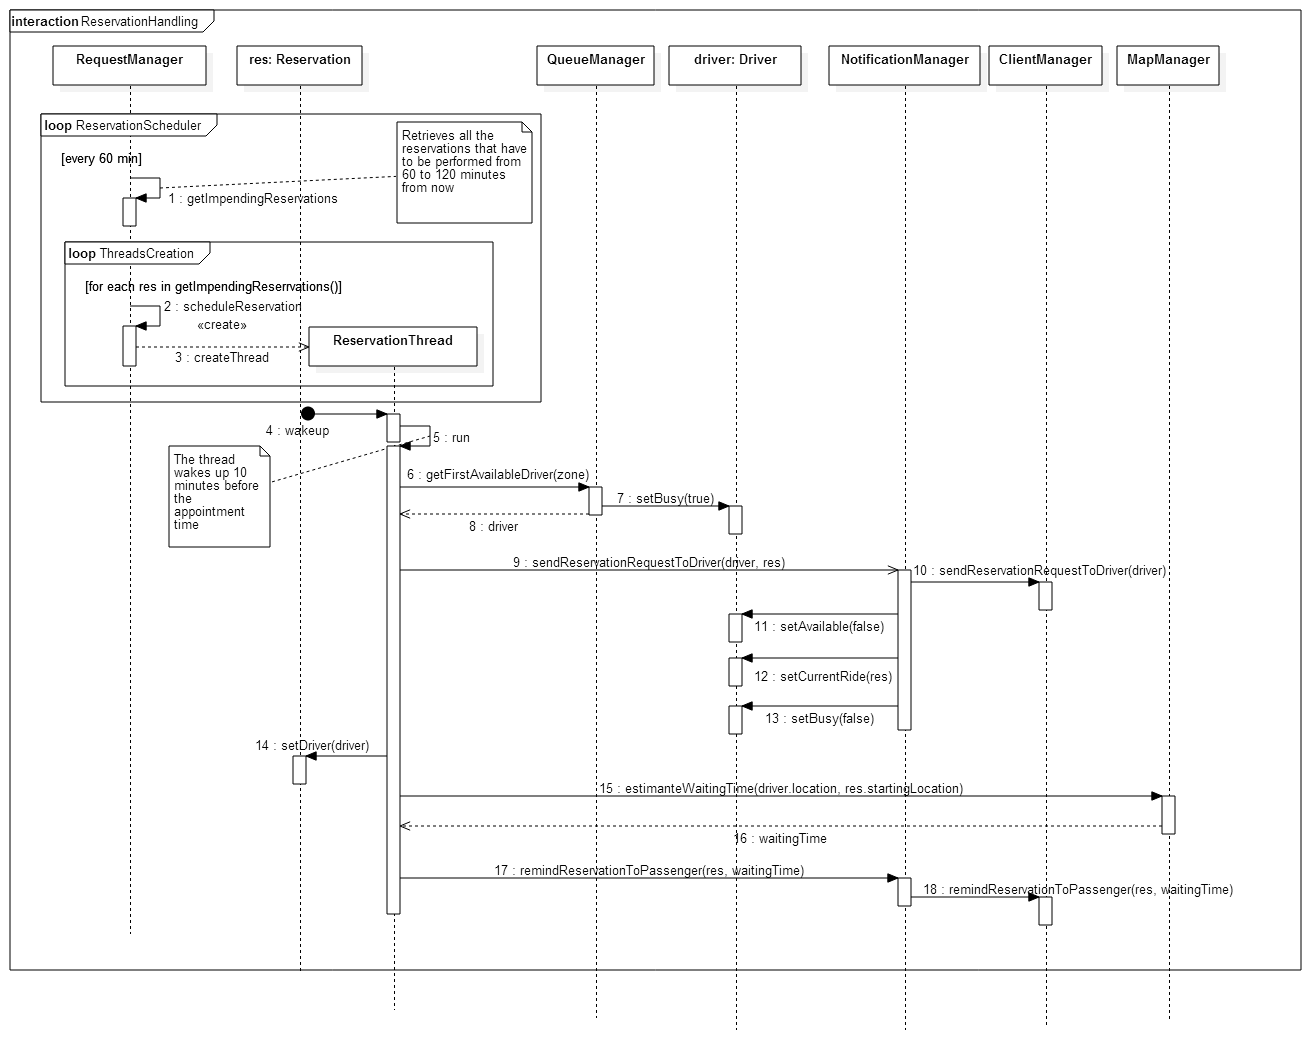 interaction ReservationHandling
RequestManager
res: Reservation
QueueManager
driver: Driver
NotificationManager
ClientManager
MapManager
loop ReservationScheduler
[every 60 min]
Retrieves all the
reservations that have
to be performed from
60 to 120 minutes
from now
1 : getImpendingReservations
loop ThreadsCreation
[for each res in getImpendingReserrvations()]
2 : scheduleReservation
«create»
3 : createThread
ReservationThread
4 : wakeup
5 : run
The thread
wakes up 10
minutes before
the
appointment
time
6 : getFirstAvailableDriver(zone)
7 : setBusy(true)
8 : driver
9 : sendReservationRequestToDriver(driver, res)
10 : sendReservationRequestToDriver(driver)
11 : setAvailable(false)
12 : setCurrentRide(res)
13 : setBusy(false)
14 : setDriver(driver)
15 : estimanteWaitingTime(driver.location, res.startingLocation)
16 : waitingTime
17 : remindReservationToPassenger(res, waitingTime)
18 : remindReservationToPassenger(res, waitingTime)